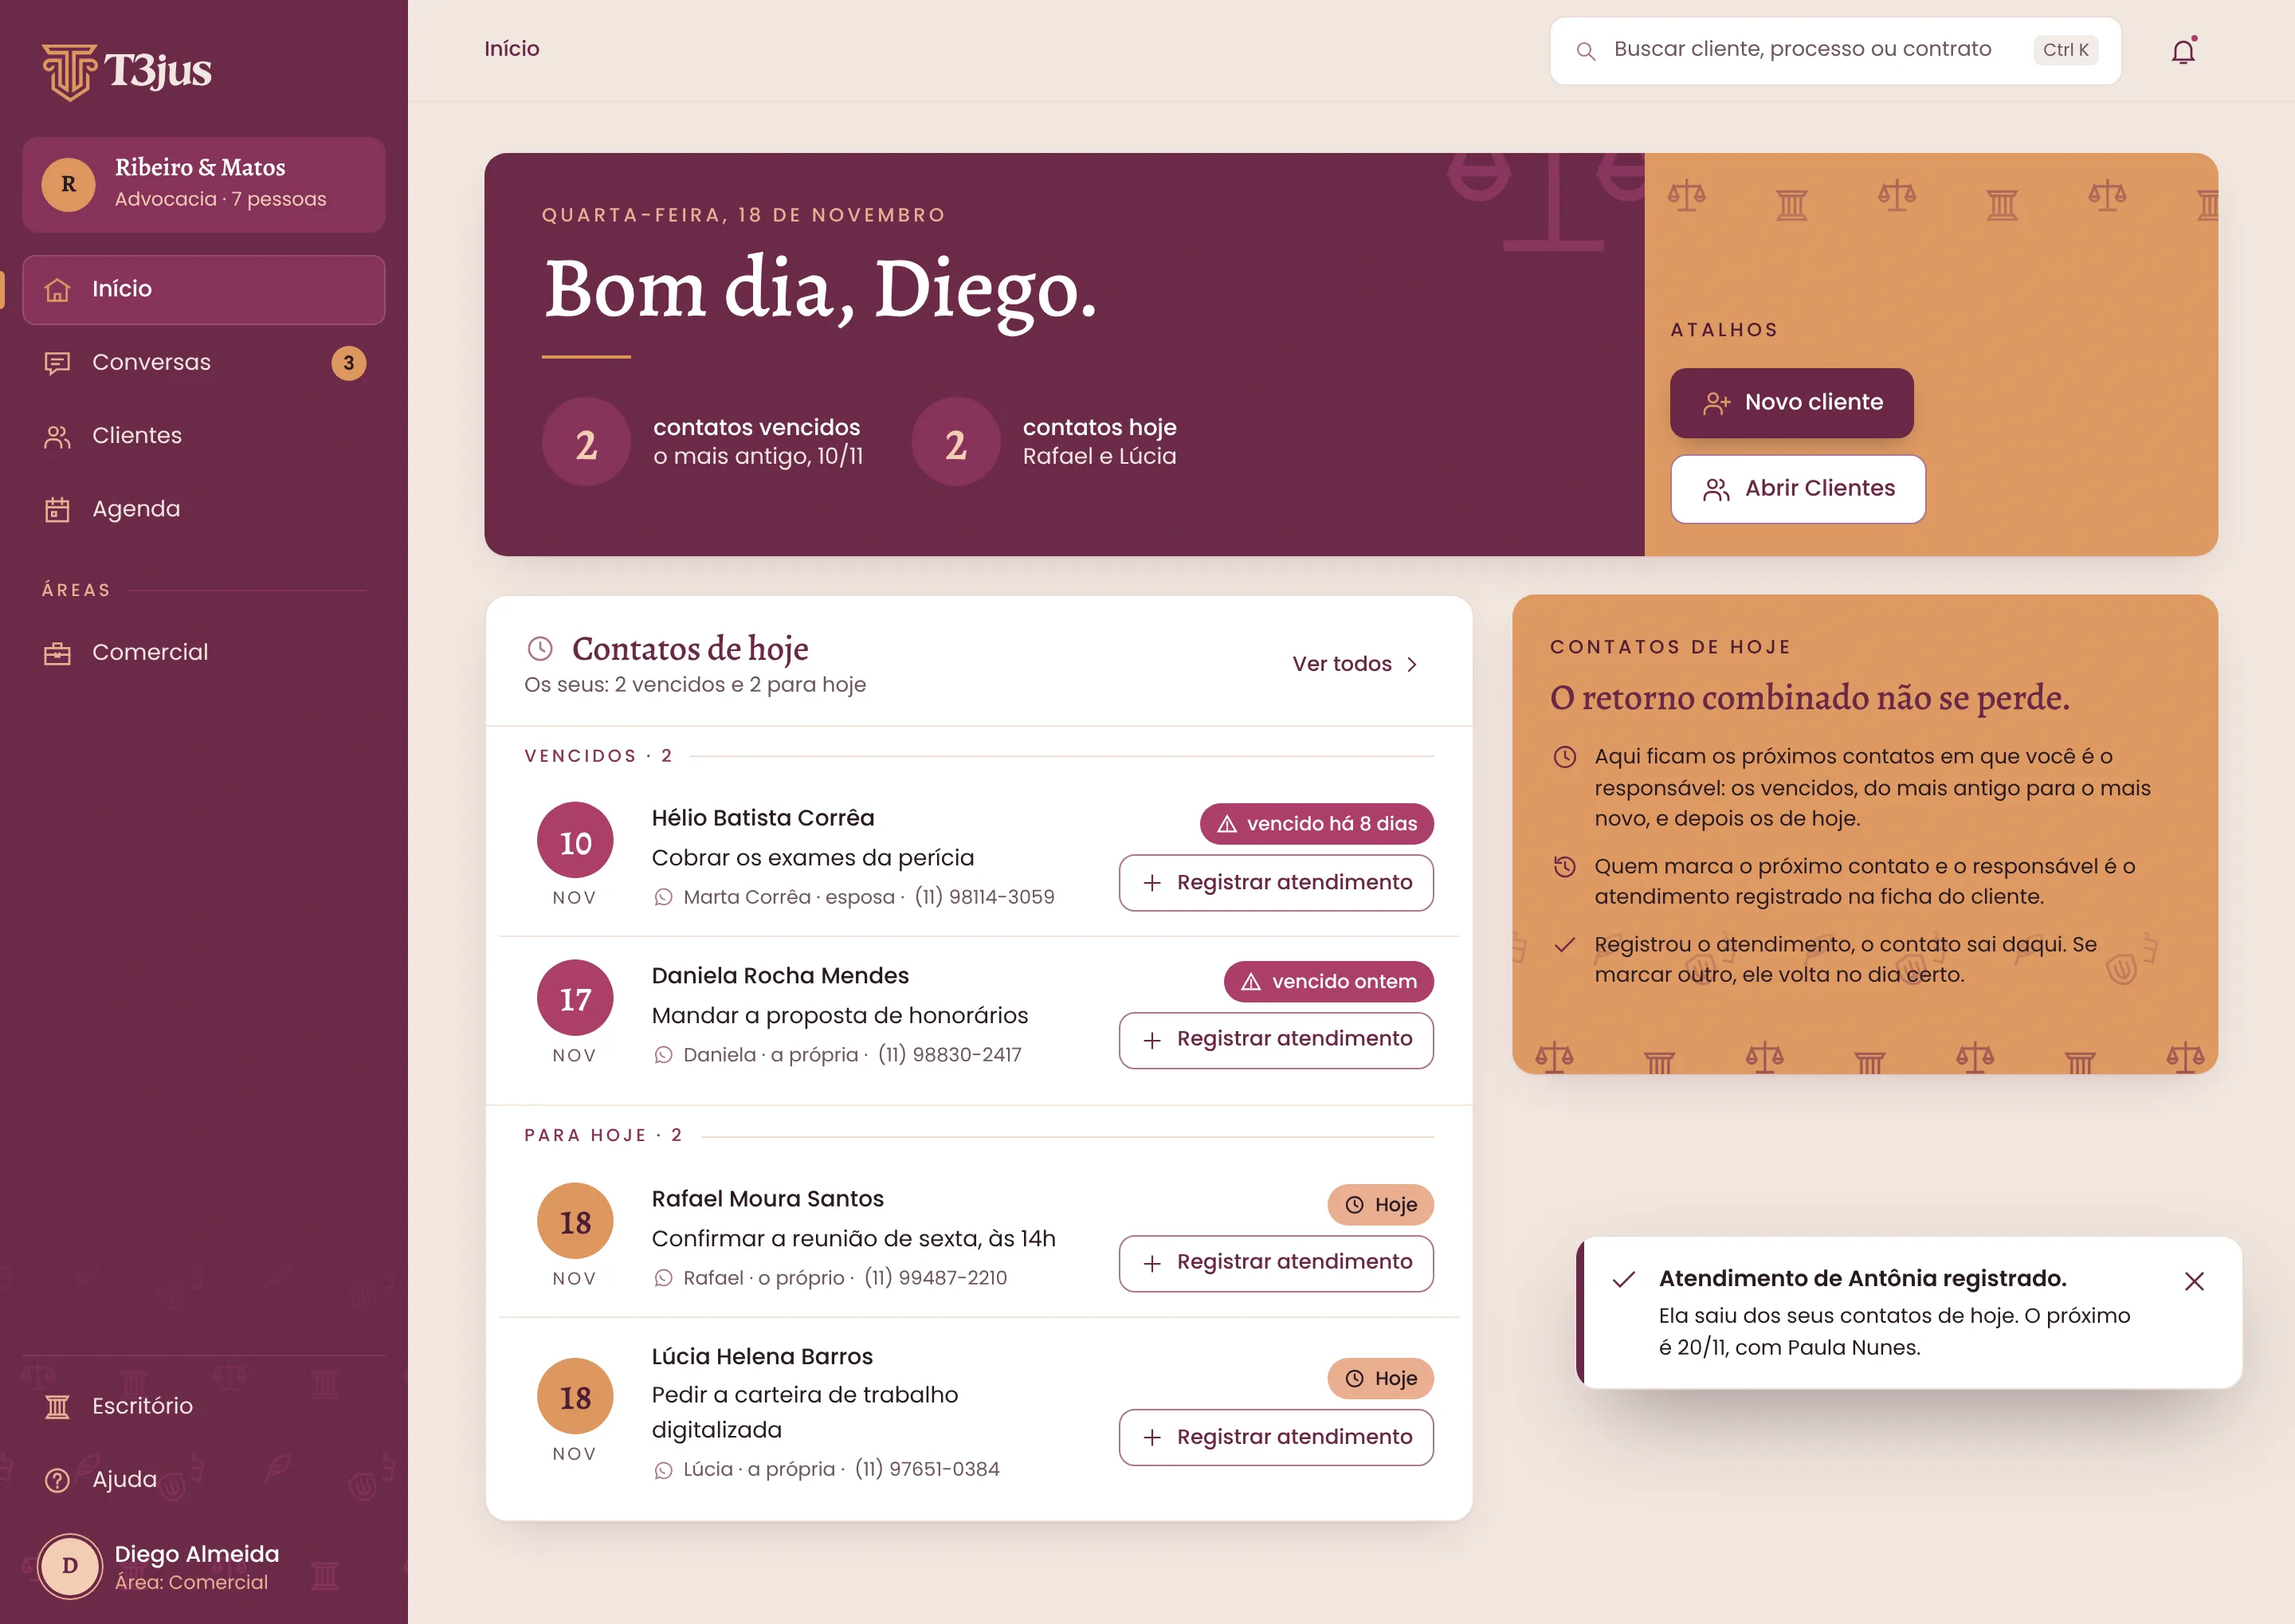 T3jus
R
Ribeiro & Matos
Advocacia · 7 pessoas
Início
Conversas
3
Clientes
Agenda
ÁREAS
Comercial
Escritório
Ajuda
D
Diego Almeida
Área: Comercial
Início
Buscar cliente, processo ou contrato
Ctrl K
QUARTA-FEIRA, 18 DE NOVEMBRO
Bom dia, Diego.
2
contatos vencidos
o mais antigo, 10/11
2
contatos hoje
Rafael e Lúcia
ATALHOS
Novo cliente
Abrir Clientes
Contatos de hoje
Os seus: 2 vencidos e 2 para hoje
Ver todos
VENCIDOS · 2
10
NOV
Hélio Batista Corrêa
Cobrar os exames da perícia
Marta Corrêa · esposa · (11) 98114-3059
vencido há 8 dias
Registrar atendimento
17
NOV
Daniela Rocha Mendes
Mandar a proposta de honorários
Daniela · a própria · (11) 98830-2417
vencido ontem
Registrar atendimento
PARA HOJE · 2
18
NOV
Rafael Moura Santos
Confirmar a reunião de sexta, às 14h
Rafael · o próprio · (11) 99487-2210
Hoje
Registrar atendimento
18
NOV
Lúcia Helena Barros
Pedir a carteira de trabalho
digitalizada
Lúcia · a própria · (11) 97651-0384
Hoje
Registrar atendimento
CONTATOS DE HOJE
O retorno combinado não se perde.
Aqui ficam os próximos contatos em que você é o
responsável: os vencidos, do mais antigo para o mais
novo, e depois os de hoje.
Quem marca o próximo contato e o responsável é o
atendimento registrado na ficha do cliente.
Registrou o atendimento, o contato sai daqui. Se
marcar outro, ele volta no dia certo.
Atendimento de Antônia registrado.
Ela saiu dos seus contatos de hoje. O próximo
é 20/11, com Paula Nunes.